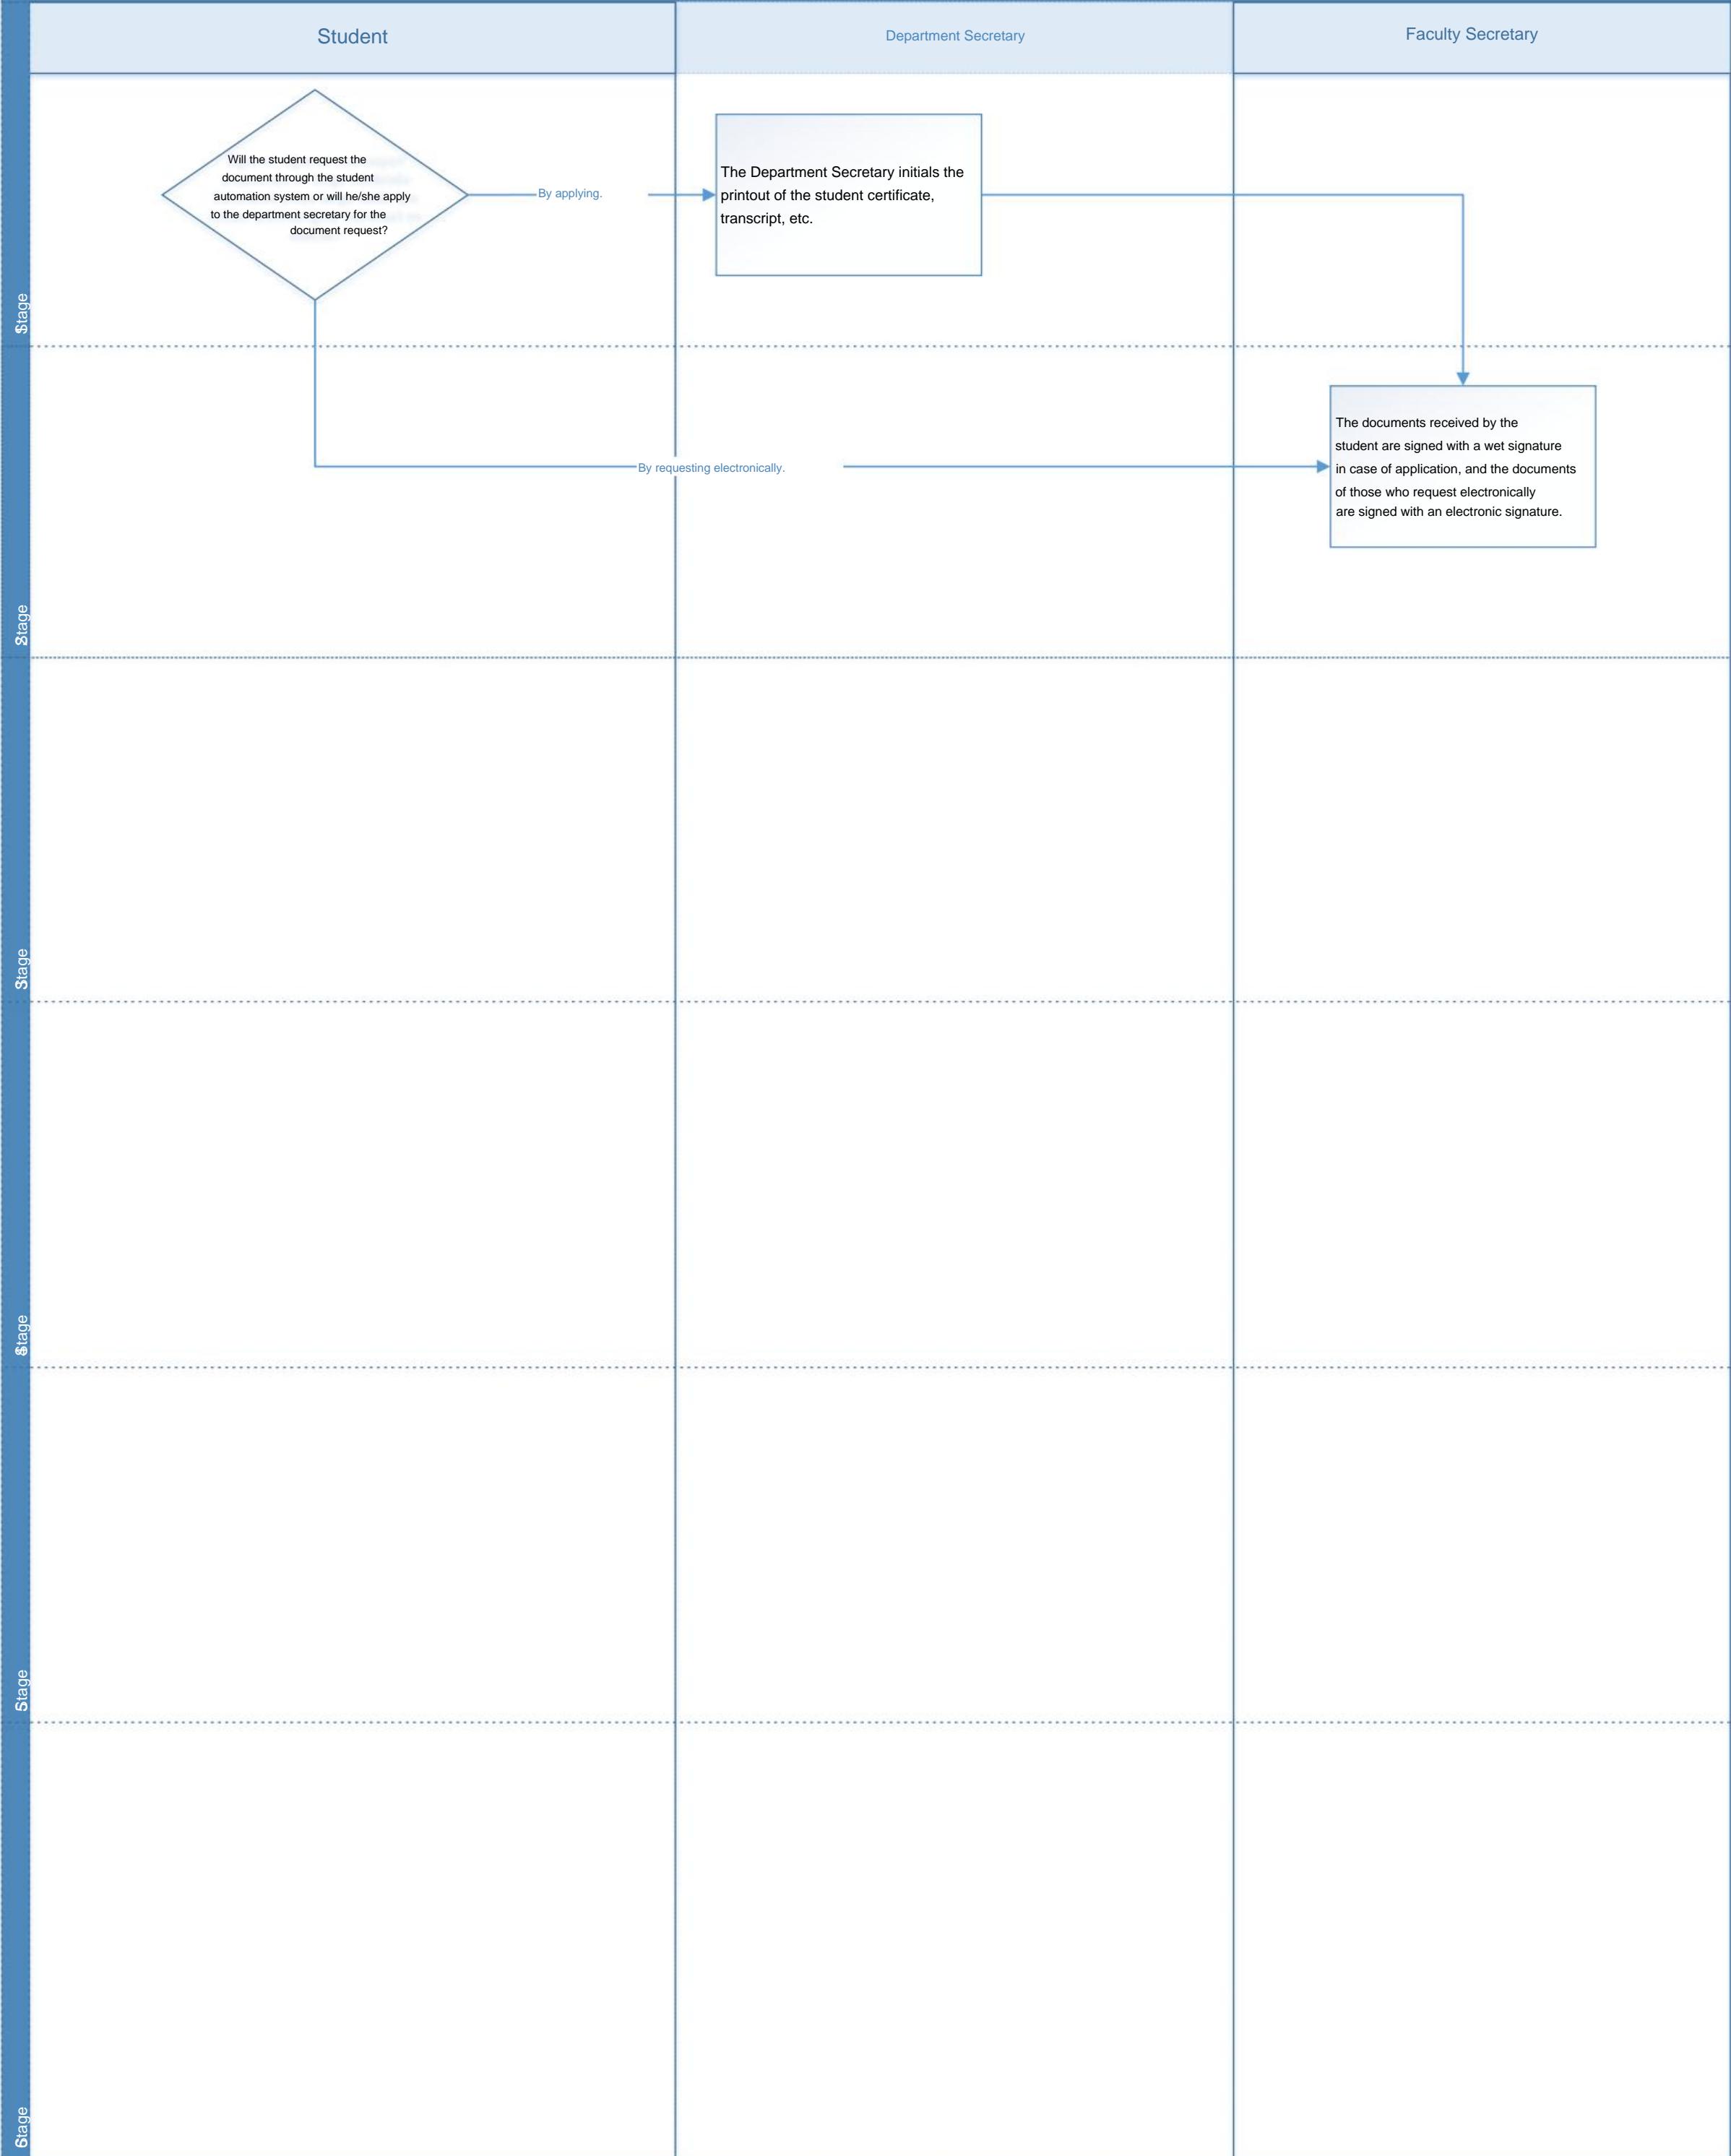 Student
Department Secretary
Faculty Secretary
Will the student request the
document through the student
automation system or will he/she apply
to the department secretary for the
document request?
By applying.
The Department Secretary initials the
printout of the student certificate,
transcript, etc.
Stage
The documents received by the
student are signed with a wet signature
in case of application, and the documents
of those who request electronically
are signed with an electronic signature.
By requesting electronically.
Stage
Stage
Stage
Stage
Stage